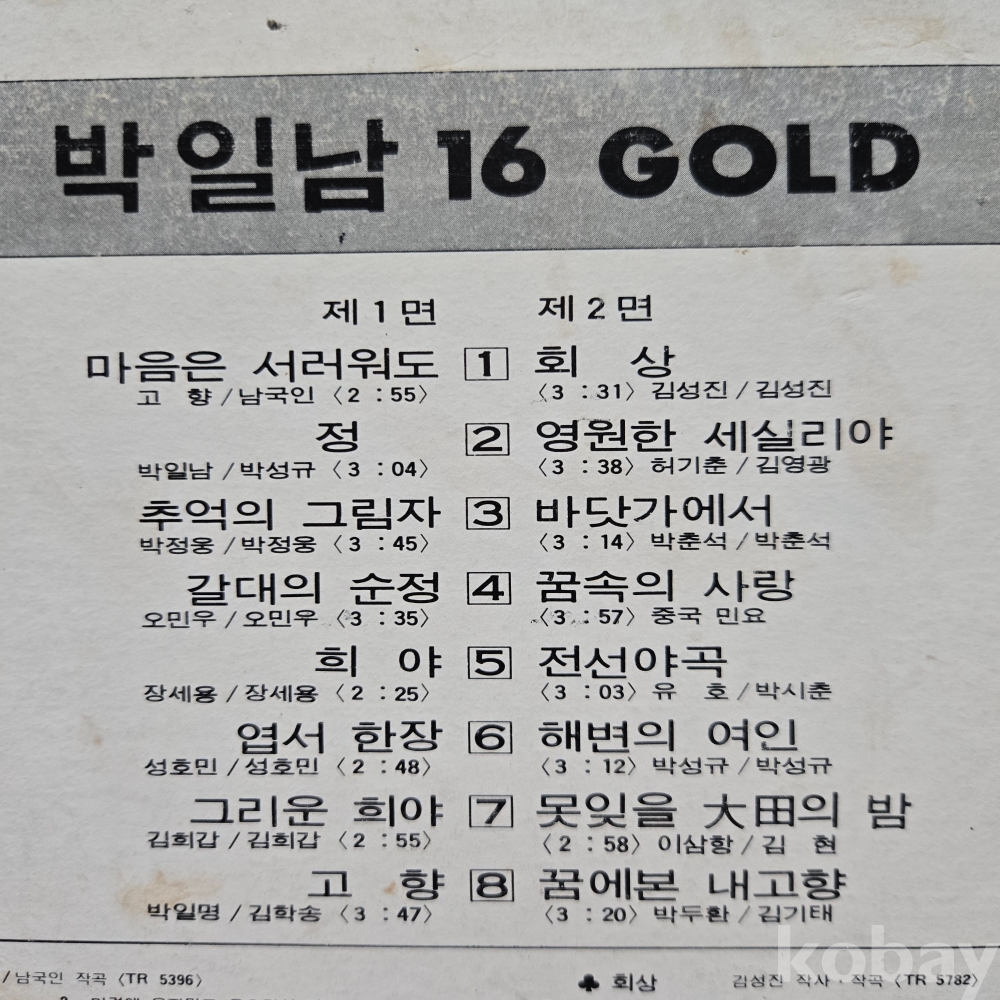 박일남 16 GOLD
제1면 제2면
마음은 서러워도 1 회 상
고 향/남국인 〈2:55〉 〈3:31〉 김성진/김성진
정 2 영원한 세실리야
박일남/박성규 〈3:04〉 〈3:38〉 허기춘/김영광
추억의 그림자 3 바닷가에서
박정웅/박정웅 〈3:45〉 〈3:14〉 박춘석/박춘석
갈대의 순정 4 꿈속의 사랑
오민우/오민우 〈3:35〉 〈3:57〉 중국 민요
희 야 5 전선야곡
장세용/장세용 〈2:25〉 〈3:03〉 유 호/박시춘
엽서 한장 6 해변의 여인
성호민/성호민 〈2:48〉 〈3:12〉 박성규/박성규
그리운 희야 7 못잊을 大田의 밤
김희갑/김희갑 〈2:55〉 〈2:58〉 이삼항/김 현
고 향 8 꿈에본 내고향
박일명/김학송 〈3:47〉 〈3:20〉 박두환/김기태
/남국인 작곡 〈TR 5396〉 ♣ 회상 김성진 작사·작곡 〈TR 5782〉
kobay